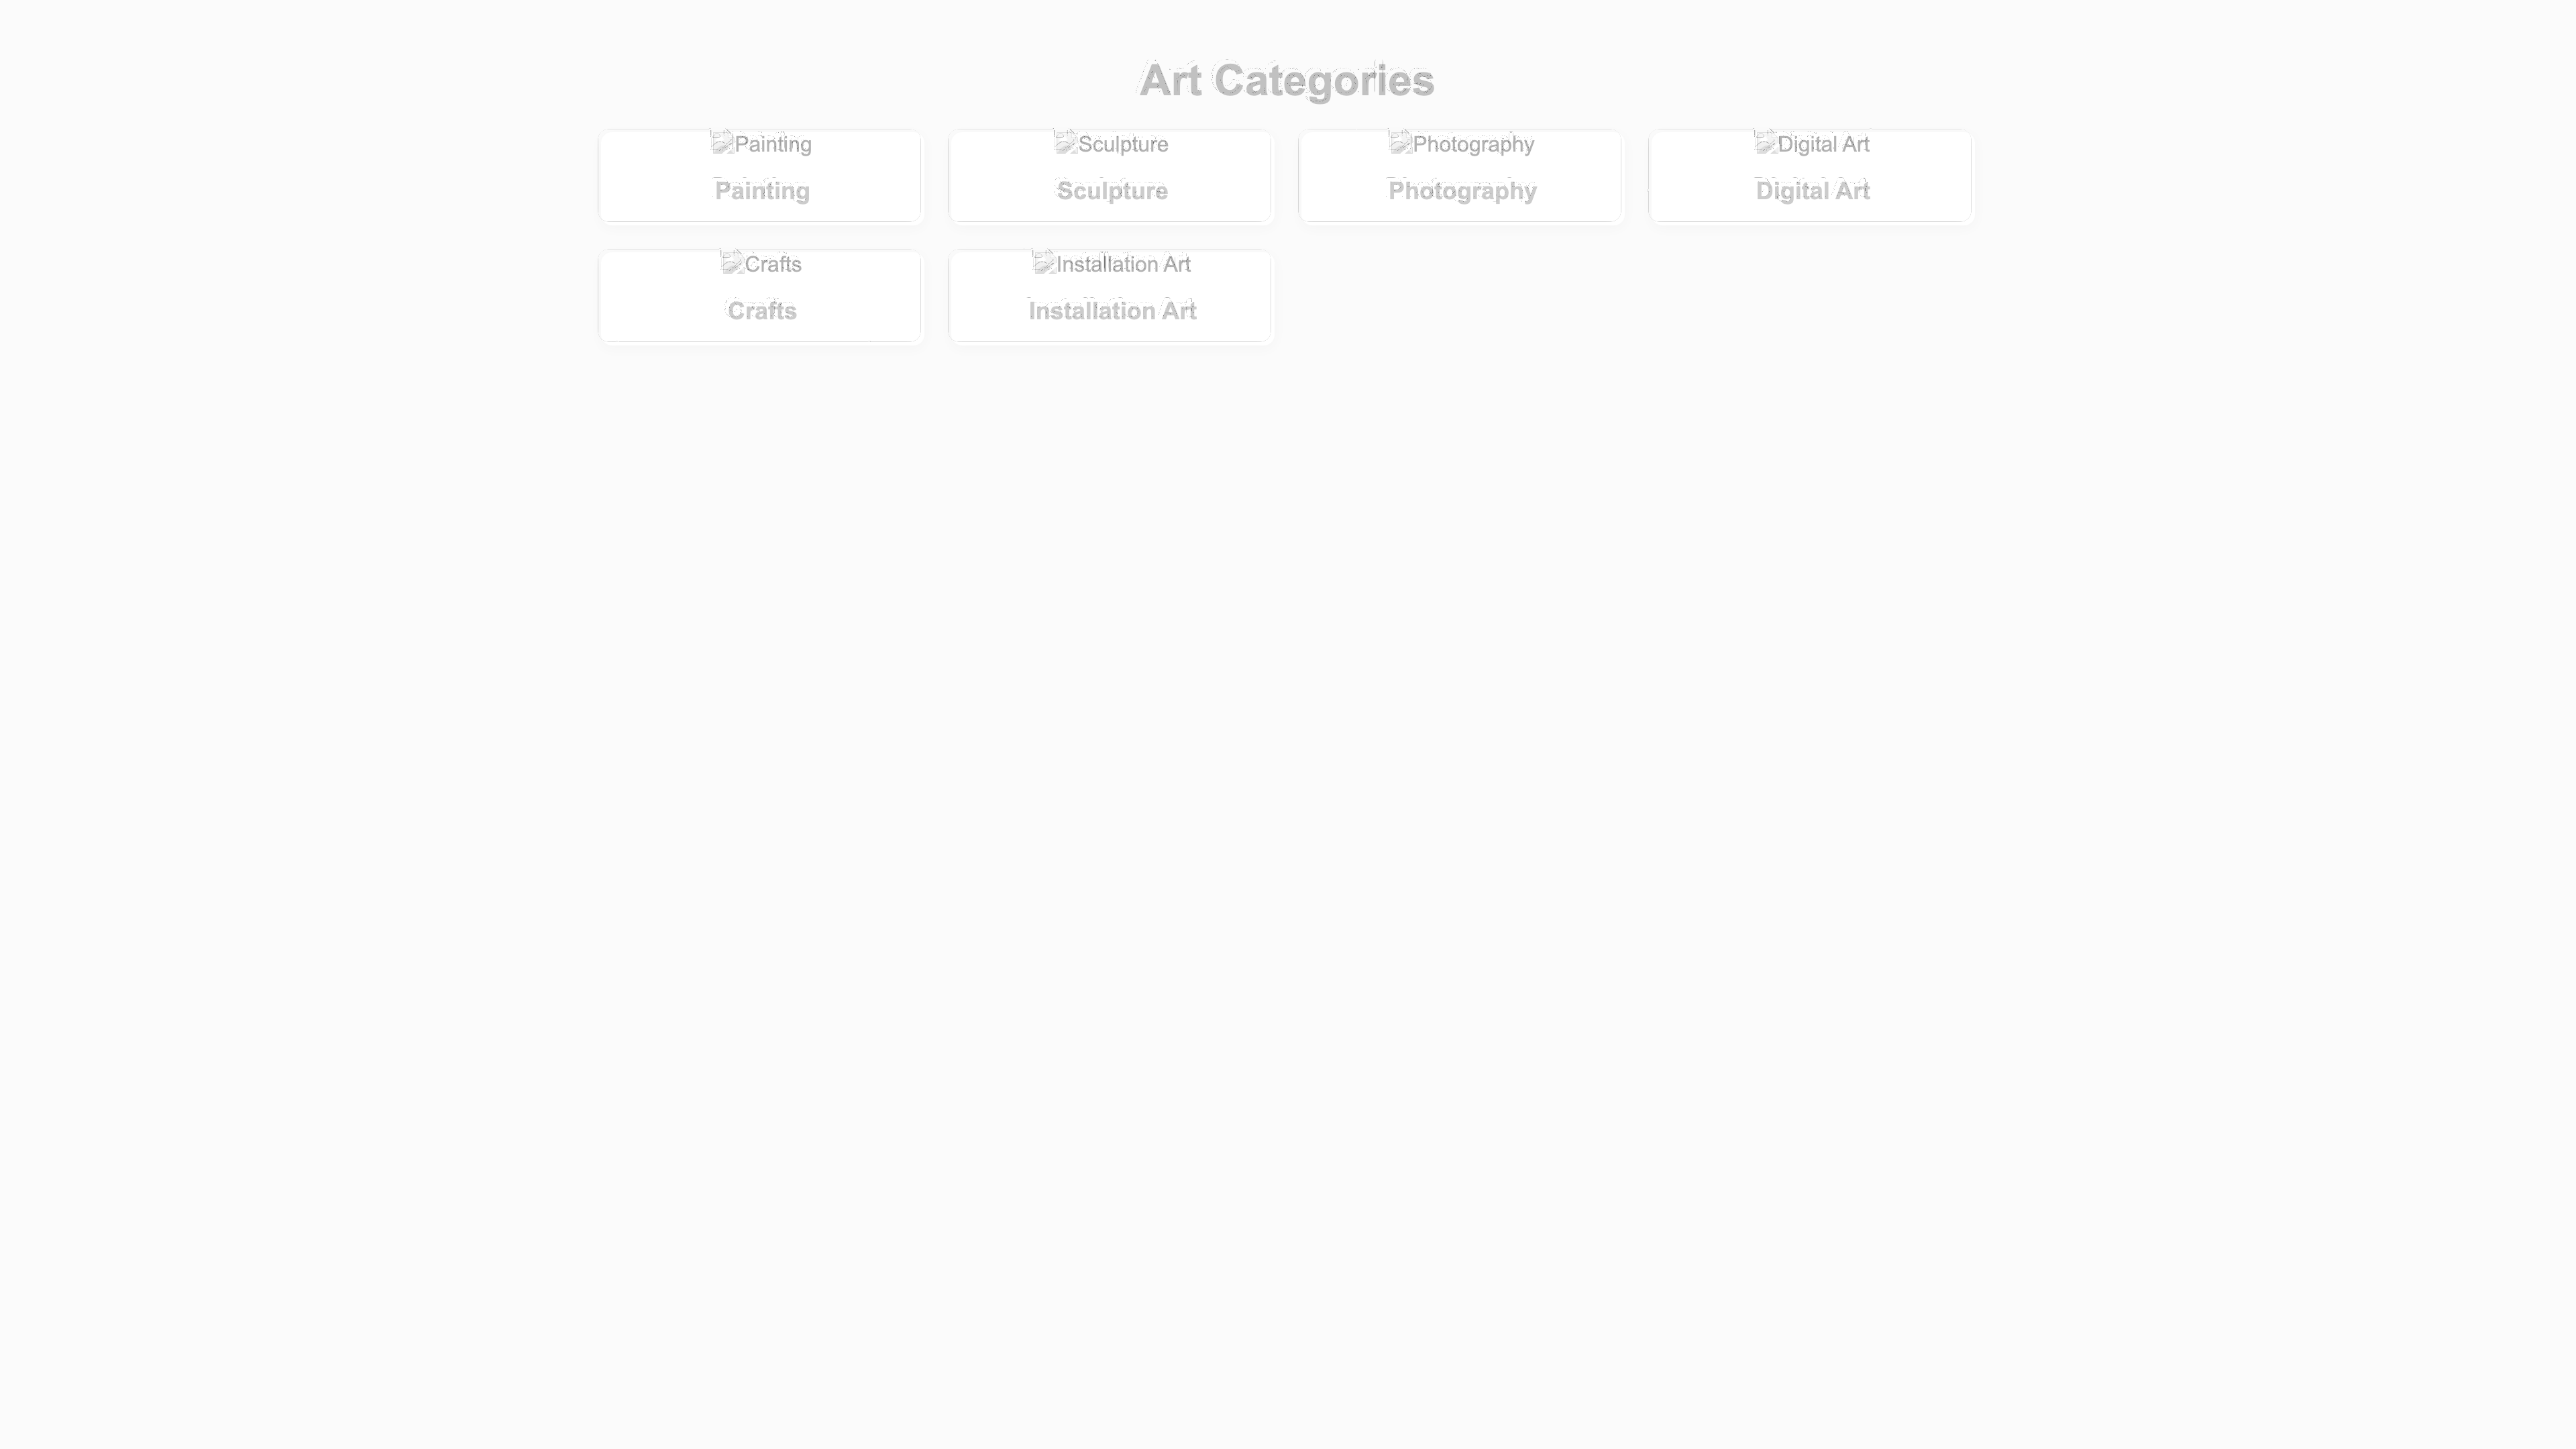 Art Categories
Painting
Sculpture
Photography
Digital Art
Painting
Sculpture
Photography
Digital Art
Crafts
Installation Art
Crafts
Installation Art